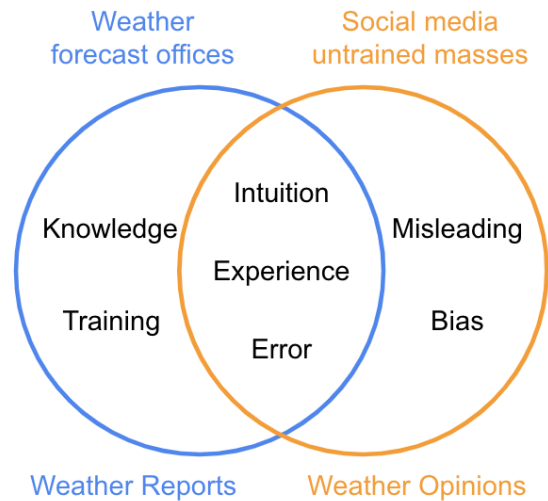 Weather
forecast offices
Social media
untrained masses
Intuition
Knowledge
Misleading
Experience
Training
Bias
Error
Weather Reports
Weather Opinions